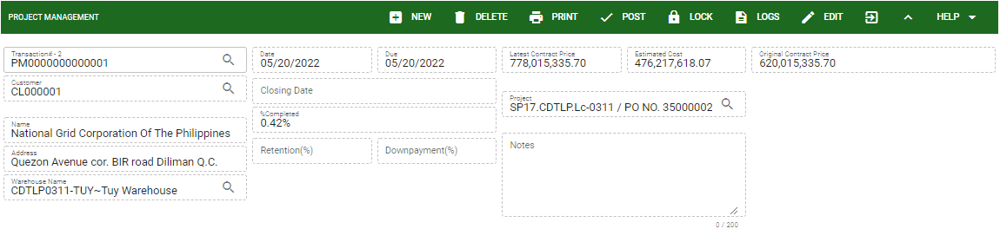 PROJECT MANAGEMENT
NEW
DELETE
PRINT
POST
LOCK
LOGS
EDIT
HELP
Transaction# - 2
PM0000000000001
Date
05/20/2022
Due
05/20/2022
Latest Contract Price
778,015,335.70
Estimated Cost
476,217,618.07
Original Contract Price
620,015,335.70
Customer
CL000001
Closing Date
Project
SP17.CDTLP.Lc-0311 / PO NO. 35000002
%Completed
0.42%
Name
National Grid Corporation Of The Philippines
Retention(%)
Downpayment(%)
Notes
Address
Quezon Avenue cor. BIR road Diliman Q.C.
Warehouse Name
CDTLP0311-TUY~Tuy Warehouse
0 / 200